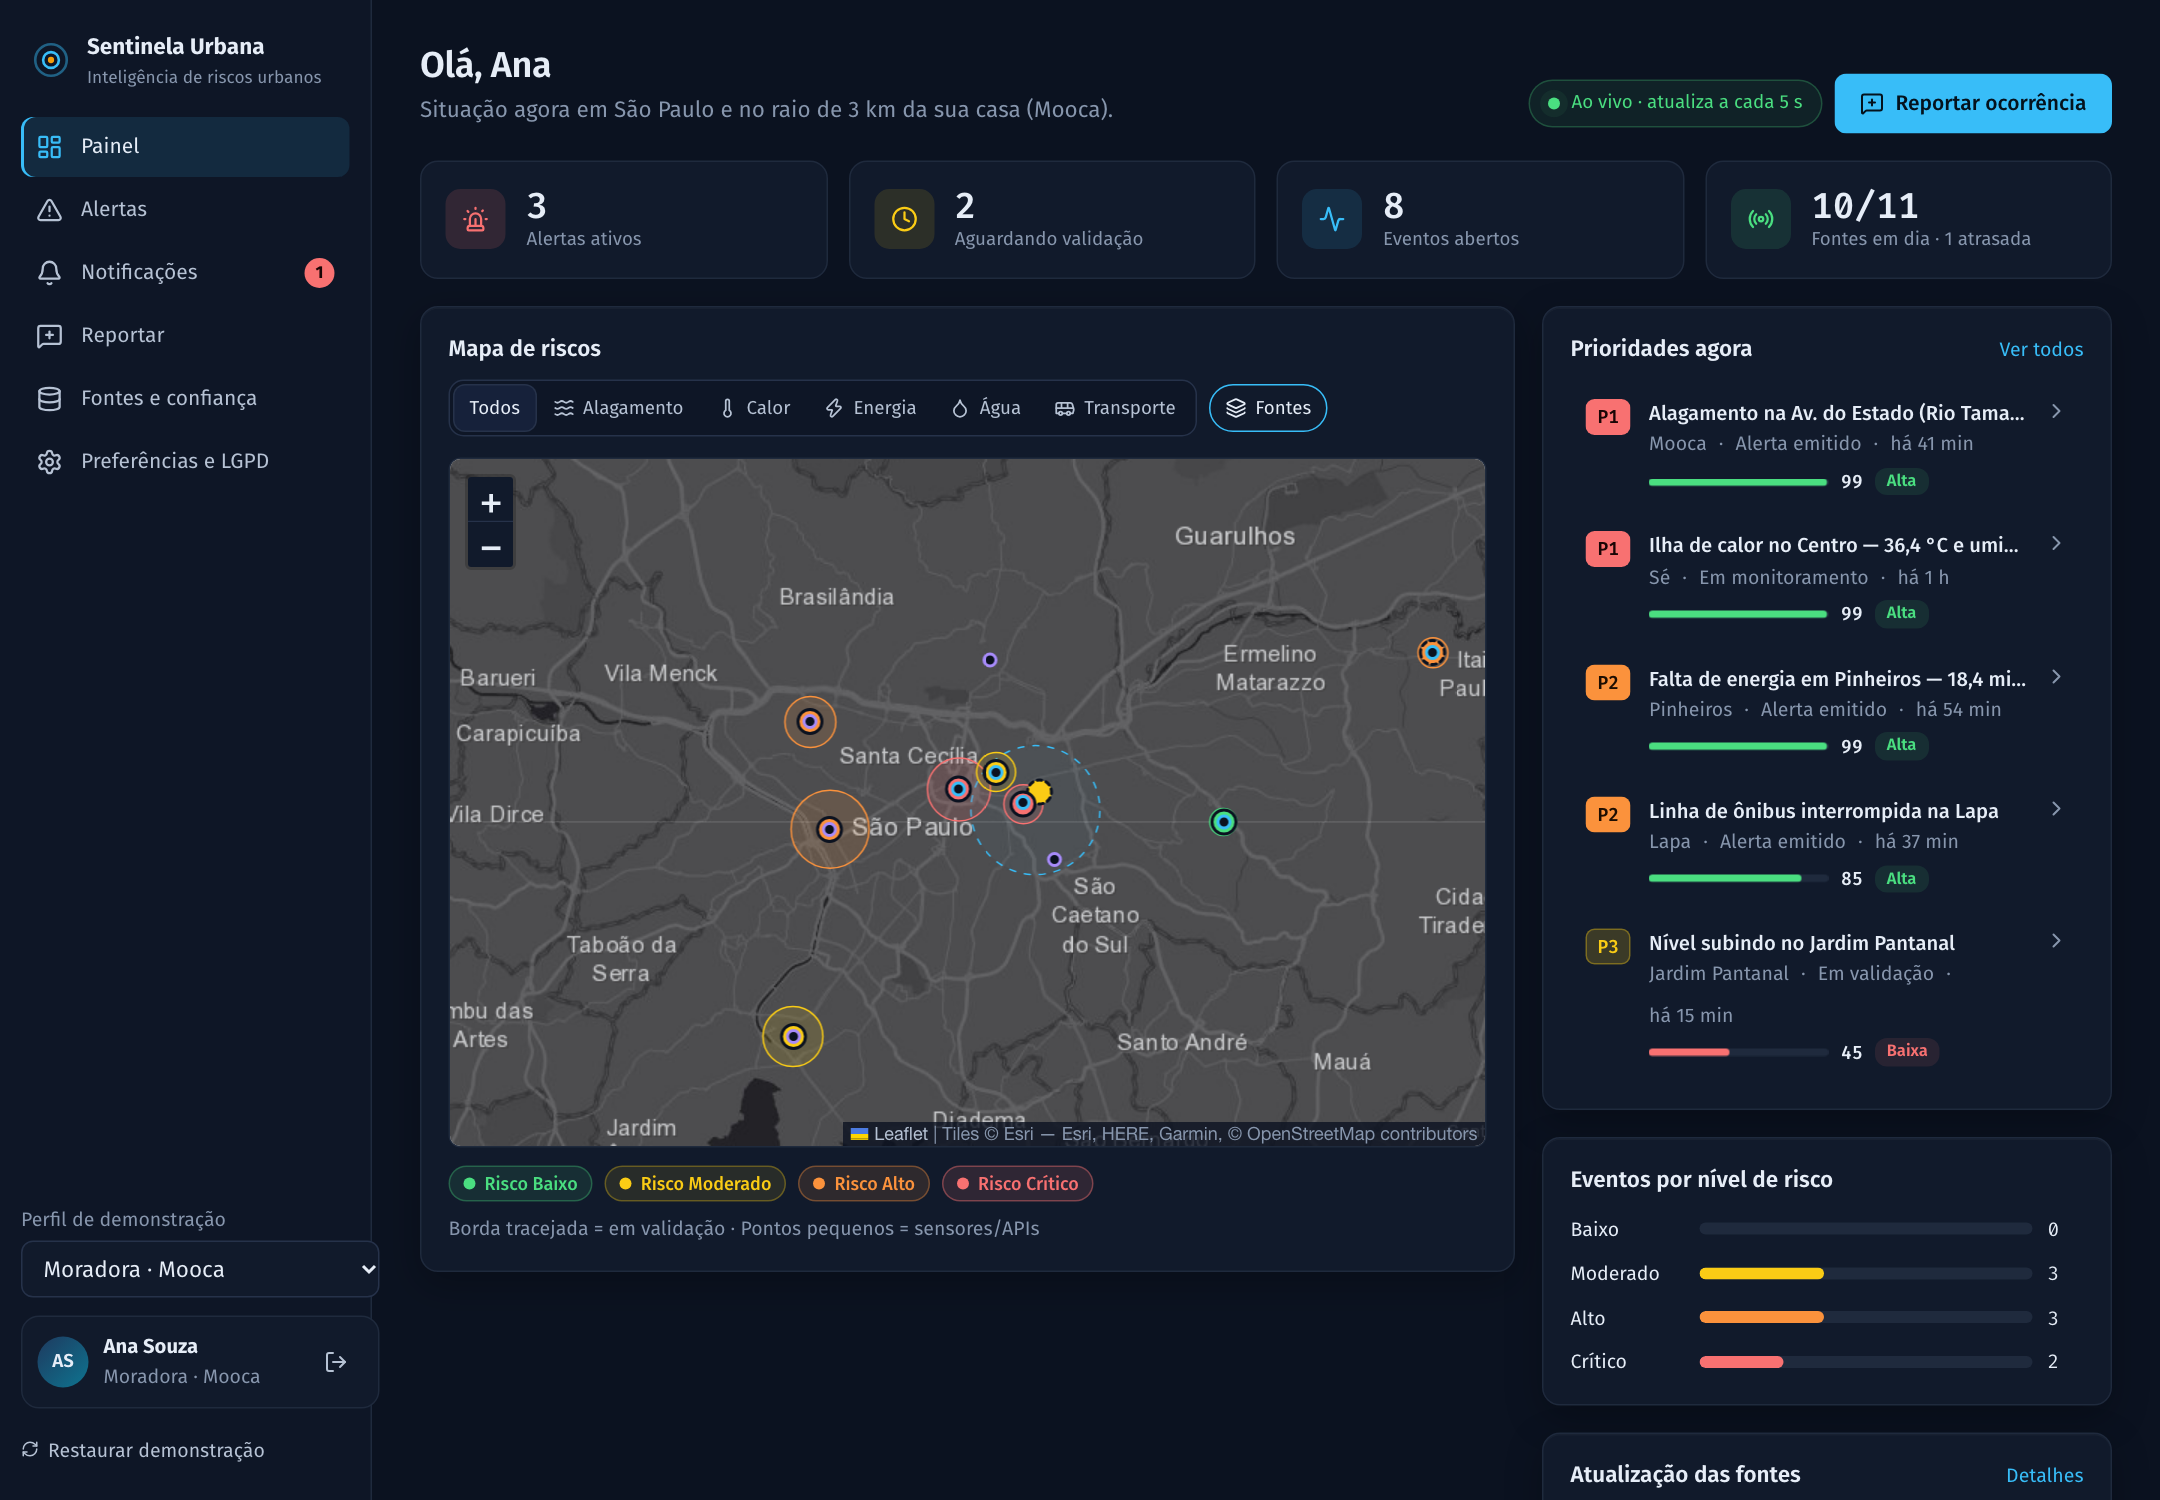 Sentinela Urbana
Inteligência de riscos urbanos
Painel
Alertas
Notificações
1
Reportar
Fontes e confiança
Preferências e LGPD
Perfil de demonstração
Moradora · Mooca
AS
Ana Souza
Moradora · Mooca
Restaurar demonstração
Olá, Ana
Situação agora em São Paulo e no raio de 3 km da sua casa (Mooca).
Ao vivo · atualiza a cada 5 s
Reportar ocorrência
3
Alertas ativos
2
Aguardando validação
8
Eventos abertos
10/11
Fontes em dia · 1 atrasada
Mapa de riscos
Todos
Alagamento
Calor
Energia
Água
Transporte
Fontes
+
−
Guarulhos
Brasilândia
Ermelino
Matarazzo
Itai
Paul
Barueri
Vila Menck
Carapicuíba
Santa Cecília
Vila Dirce
São Paulo
São
Caetano
do Sul
Cida
Tirade
Taboão da
Serra
mbu das
Artes
Santo André
Mauá
Diadema
Jardim
Leaflet | Tiles © Esri — Esri, HERE, Garmin, © OpenStreetMap contributors
Risco Baixo
Risco Moderado
Risco Alto
Risco Crítico
Borda tracejada = em validação · Pontos pequenos = sensores/APIs
Prioridades agora
Ver todos
P1
Alagamento na Av. do Estado (Rio Tama...
Mooca · Alerta emitido · há 41 min
99 Alta
P1
Ilha de calor no Centro — 36,4 °C e umi...
Sé · Em monitoramento · há 1 h
99 Alta
P2
Falta de energia em Pinheiros — 18,4 mi...
Pinheiros · Alerta emitido · há 54 min
99 Alta
P2
Linha de ônibus interrompida na Lapa
Lapa · Alerta emitido · há 37 min
85 Alta
P3
Nível subindo no Jardim Pantanal
Jardim Pantanal · Em validação ·
há 15 min
45 Baixa
Eventos por nível de risco
Baixo 0
Moderado 3
Alto 3
Crítico 2
Atualização das fontes
Detalhes